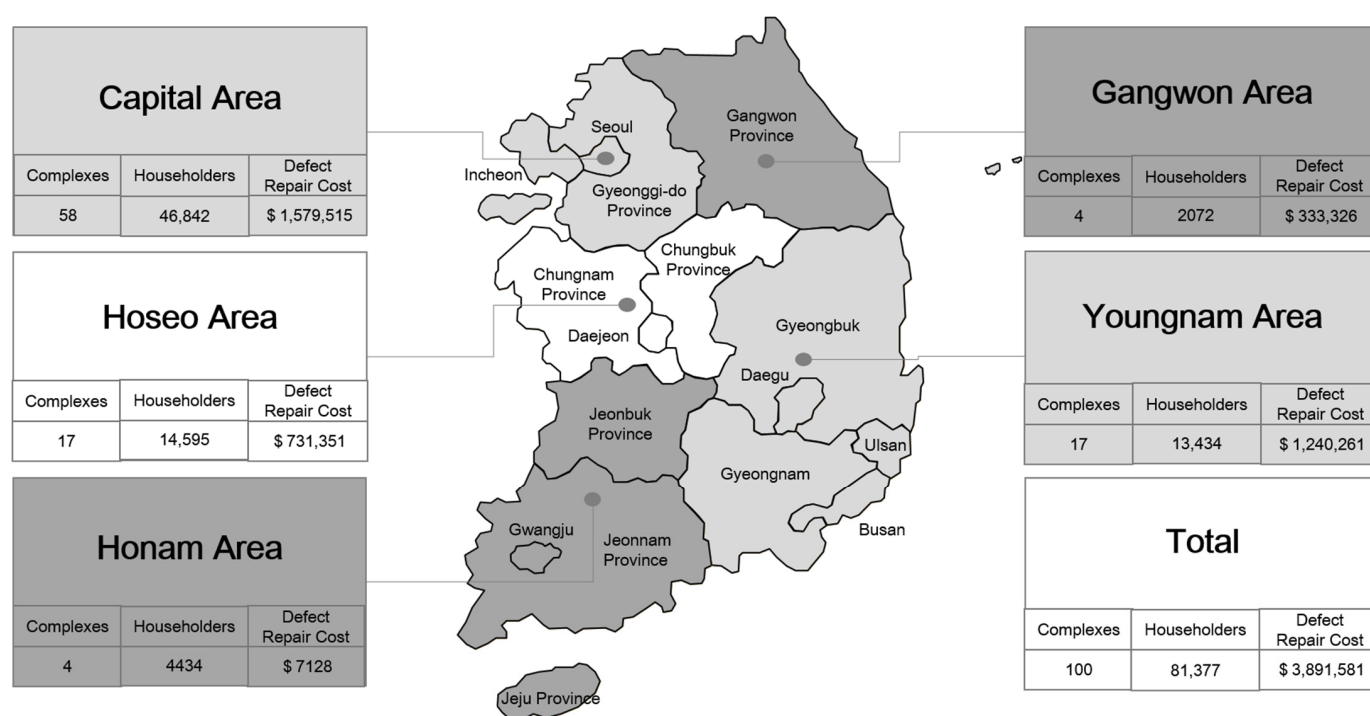 Capital Area
Complexes Householders Defect
Repair Cost
58 46,842 $ 1,579,515
Hoseo Area
Complexes Householders Defect
Repair Cost
17 14,595 $ 731,351
Honam Area
Complexes Householders Defect
Repair Cost
4 4434 $ 7128
Seoul
Incheon
Gyeonggi-do
Province
Gangwon
Province
Chungnam
Province
Chungbuk
Province
Daejeon
Gyeongbuk
Daegu
Jeonbuk
Province
Ulsan
Gyeongnam
Busan
Gwangju
Jeonnam
Province
Jeju Province
Gangwon Area
Complexes Householders Defect
Repair Cost
4 2072 $ 333,326
Youngnam Area
Complexes Householders Defect
Repair Cost
17 13,434 $ 1,240,261
Total
Complexes Householders Defect
Repair Cost
100 81,377 $ 3,891,581